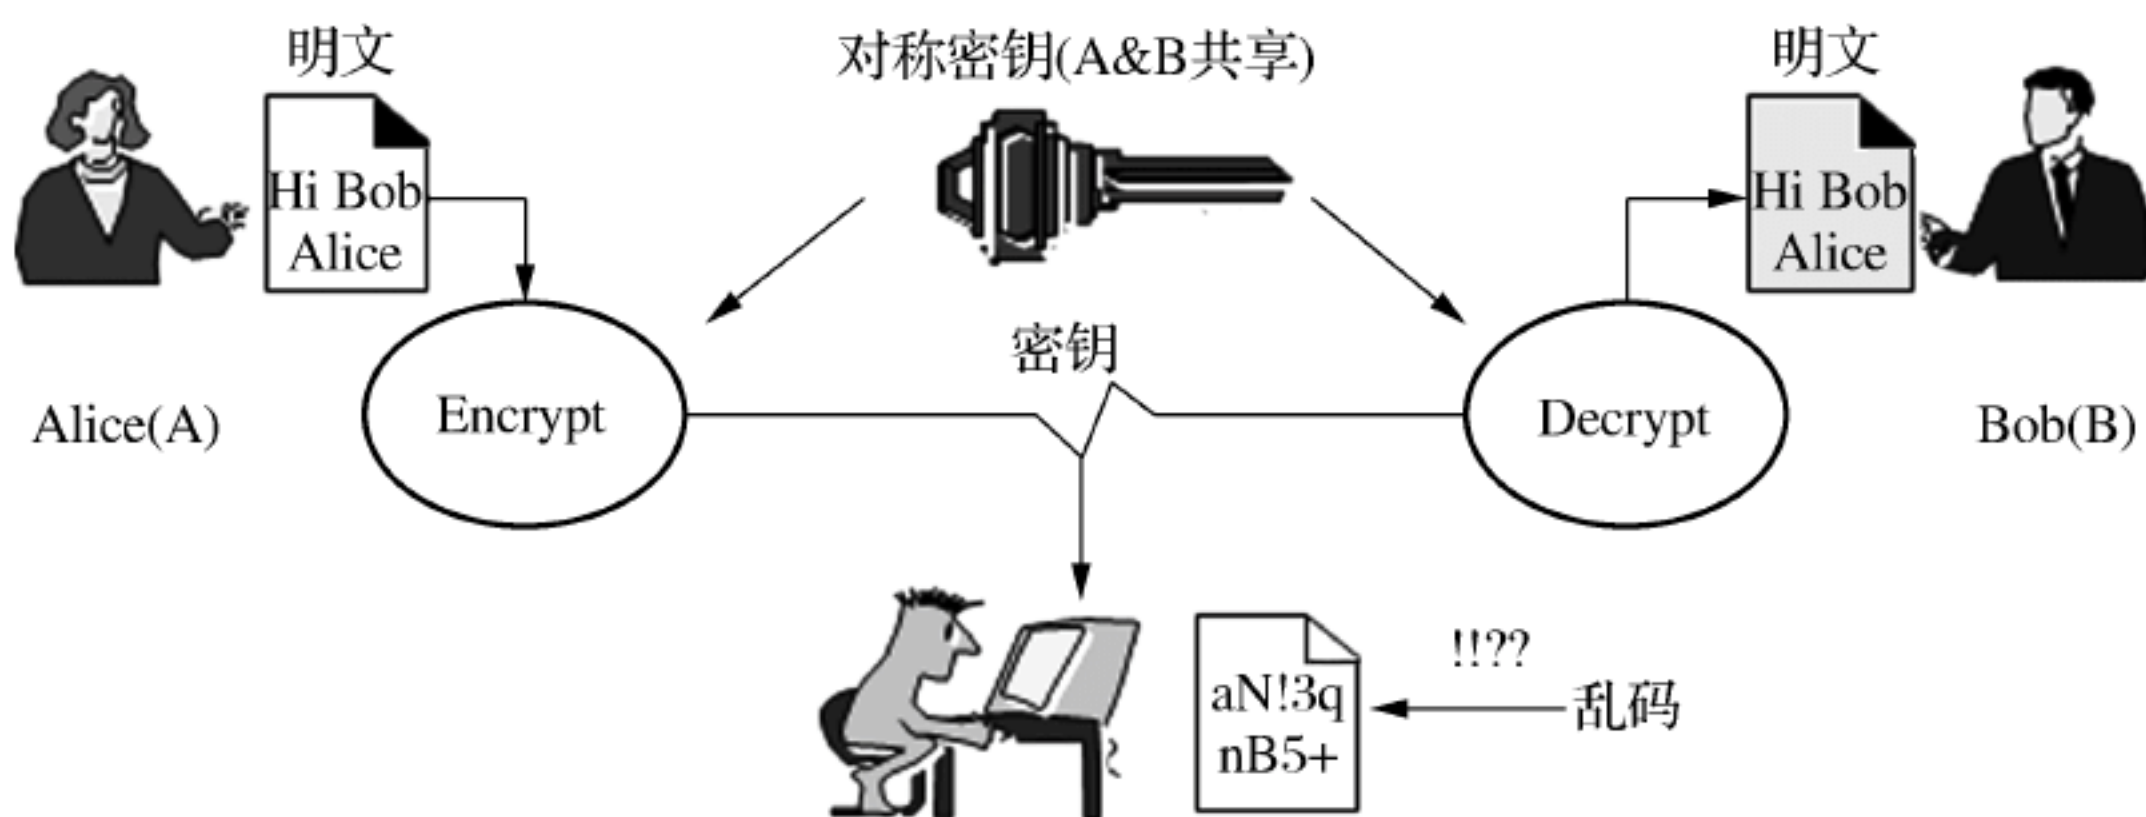 明文
对称密钥(A&B共享)
明文
Hi Bob
Alice
Hi Bob
Alice
密钥
Alice(A)
Encrypt
Decrypt
Bob(B)
!!??
aN!3q
nB5+
乱码